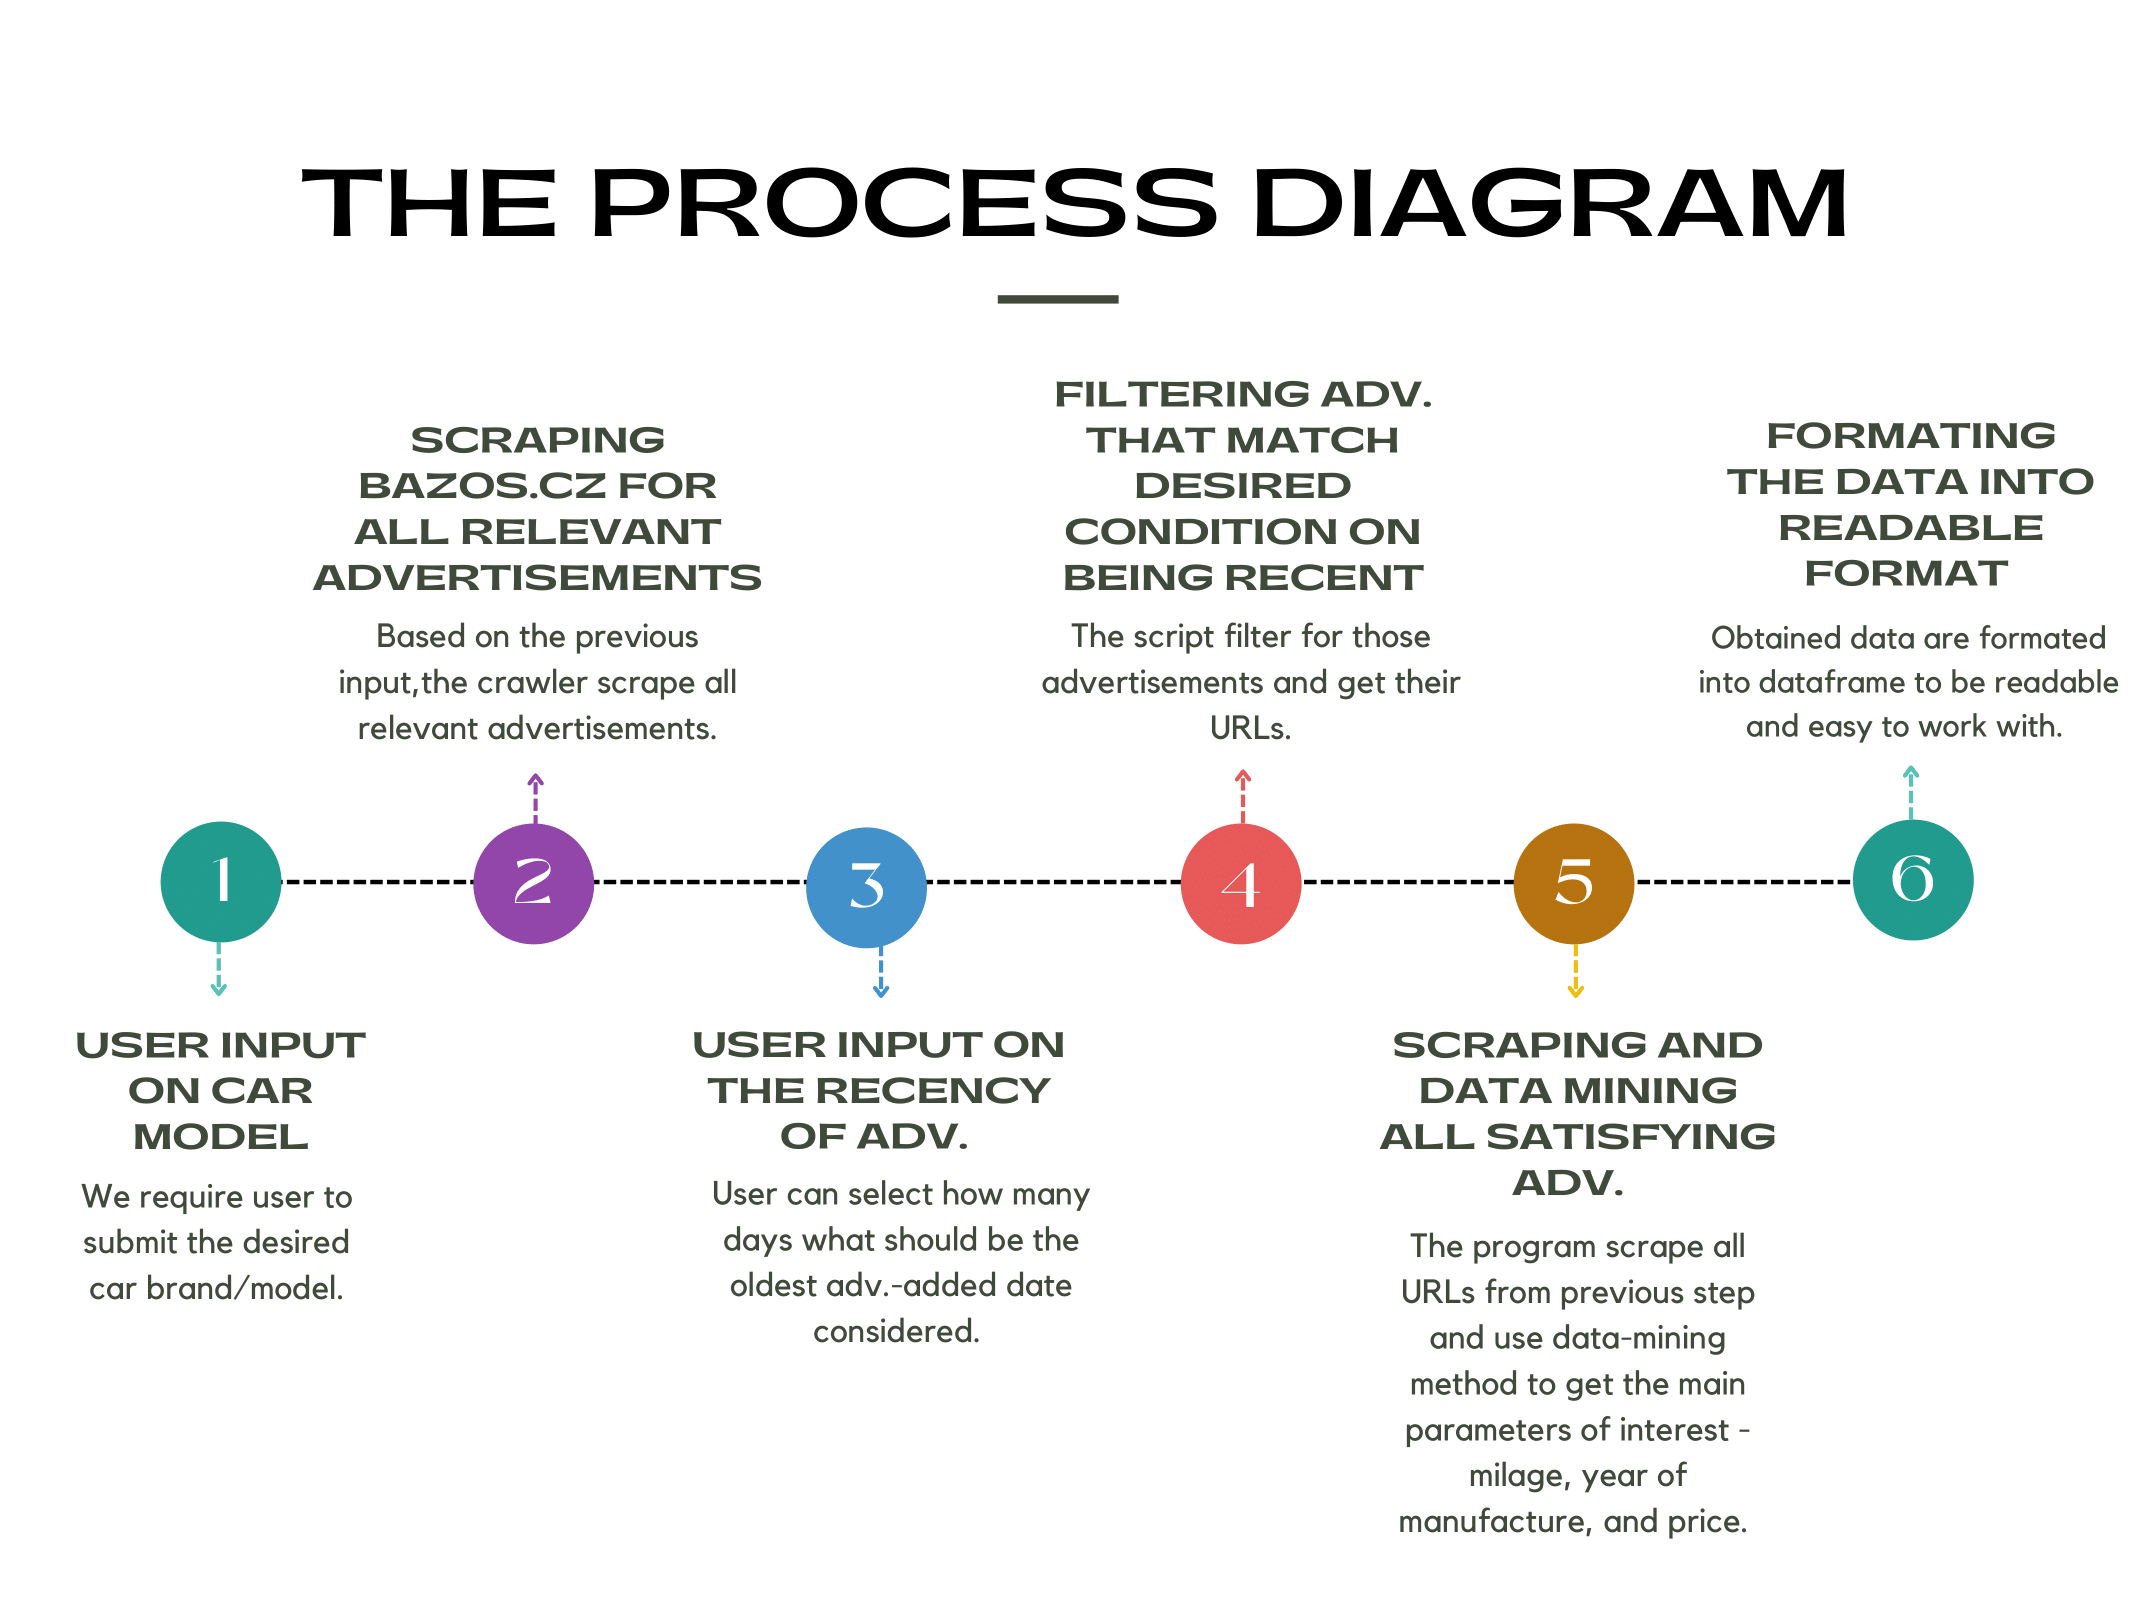 THE PROCESS DIAGRAM
1
USER INPUT
ON CAR
MODEL
We require user to
submit the desired
car brand/model.
SCRAPING
BAZOS.CZ FOR
ALL RELEVANT
ADVERTISEMENTS
Based on the previous
input,the crawler scrape all
relevant advertisements.
2
3
USER INPUT ON
THE RECENCY
OF ADV.
User can select how many
days what should be the
oldest adv.-added date
considered.
FILTERING ADV.
THAT MATCH
DESIRED
CONDITION ON
BEING RECENT
The script filter for those
advertisements and get their
URLs.
4
5
SCRAPING AND
DATA MINING
ALL SATISFYING
ADV.
The program scrape all
URLs from previous step
and use data-mining
method to get the main
parameters of interest -
milage, year of
manufacture, and price.
FORMATING
THE DATA INTO
READABLE
FORMAT
Obtained data are formated
into dataframe to be readable
and easy to work with.
6